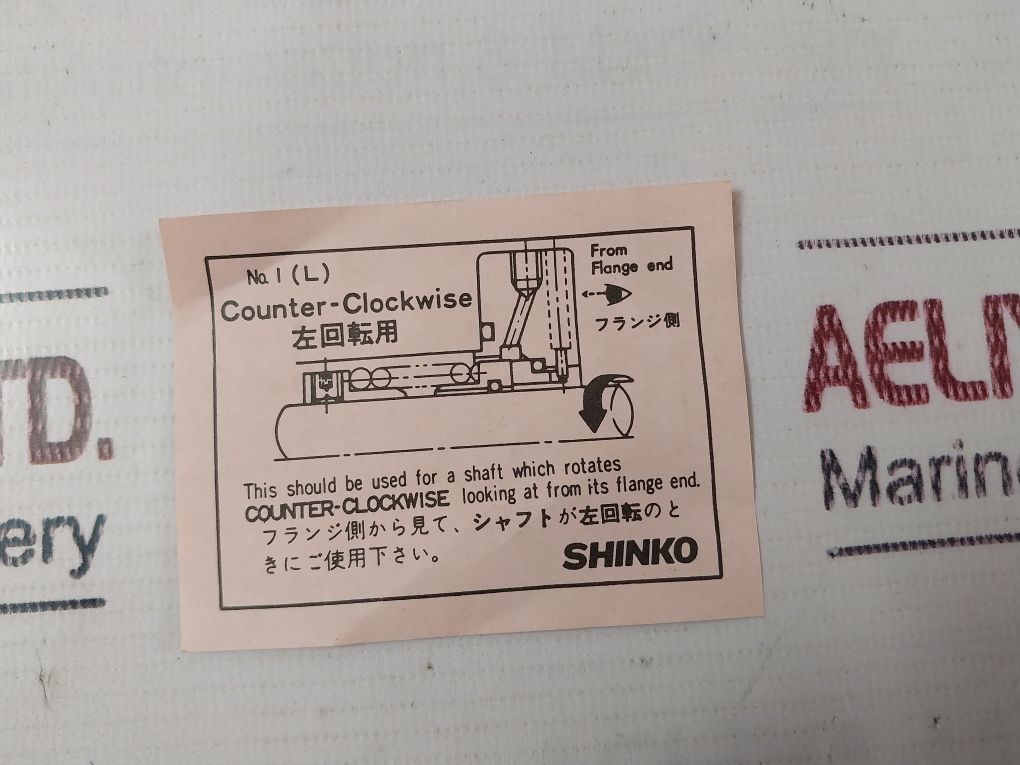 No.1 (L)
Counter-Clockwise
左回転用
From
Flange end
フランジ側
This should be used for a shaft which rotates
COUNTER-CLOCKWISE looking at from its flange end.
フランジ側から見て、シャフトが左回転のと
きにご使用下さい。
SHINKO
TD.
ery
AELIY
Marin